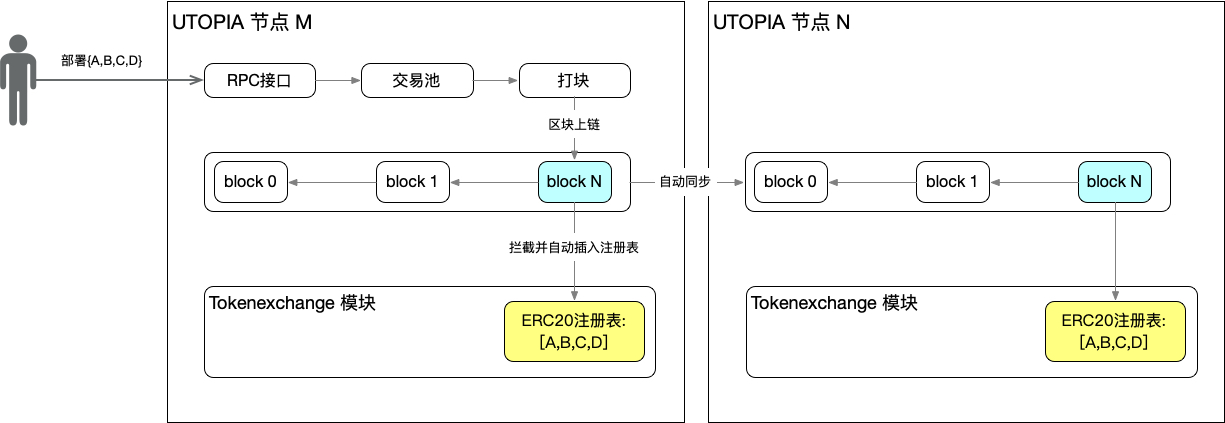 UTOPIA 节点 M
部署{A,B,C,D}
RPC接口
交易池
打块
区块上链
block 0
block 1
block N
自动同步
拦截并自动插入注册表
Tokenexchange 模块
ERC20注册表:
[A,B,C,D]
UTOPIA 节点 N
block 0
block 1
block N
Tokenexchange 模块
ERC20注册表:
[A,B,C,D]